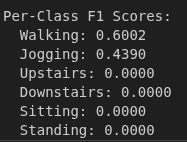 Per-Class F1 Scores:
  Walking: 0.6002
  Jogging: 0.4390
  Upstairs: 0.0000
  Downstairs: 0.0000
  Sitting: 0.0000
  Standing: 0.0000